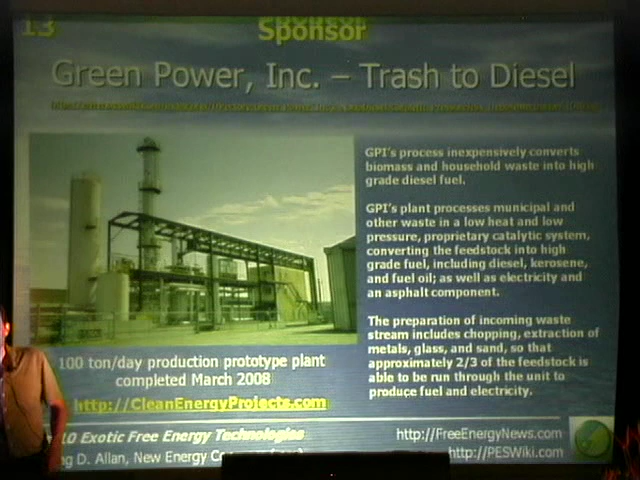 13
Sponsor
Green Power, Inc. – Trash to Diesel
GPI's process inexpensively converts
biomass and household waste into high
grade diesel fuel.
GPI's plant processes municipal and
other waste in a low heat and low
pressure, proprietary catalytic system,
converting the feedstock into high
grade fuel, including diesel, kerosene,
and fuel oil; as well as electricity and
an asphalt component.
The preparation of incoming waste
stream includes chopping, extraction of
metals, glass, and sand, so that
approximately 2/3 of the feedstock is
able to be run through the unit to
produce fuel and electricity.
100 ton/day production prototype plant
completed March 2008
http://CleanEnergyProjects.com
10 Exotic Free Energy Technologies
http://FreeEnergyNews.com
g D. Allan, New Energy
http://PESWiki.com